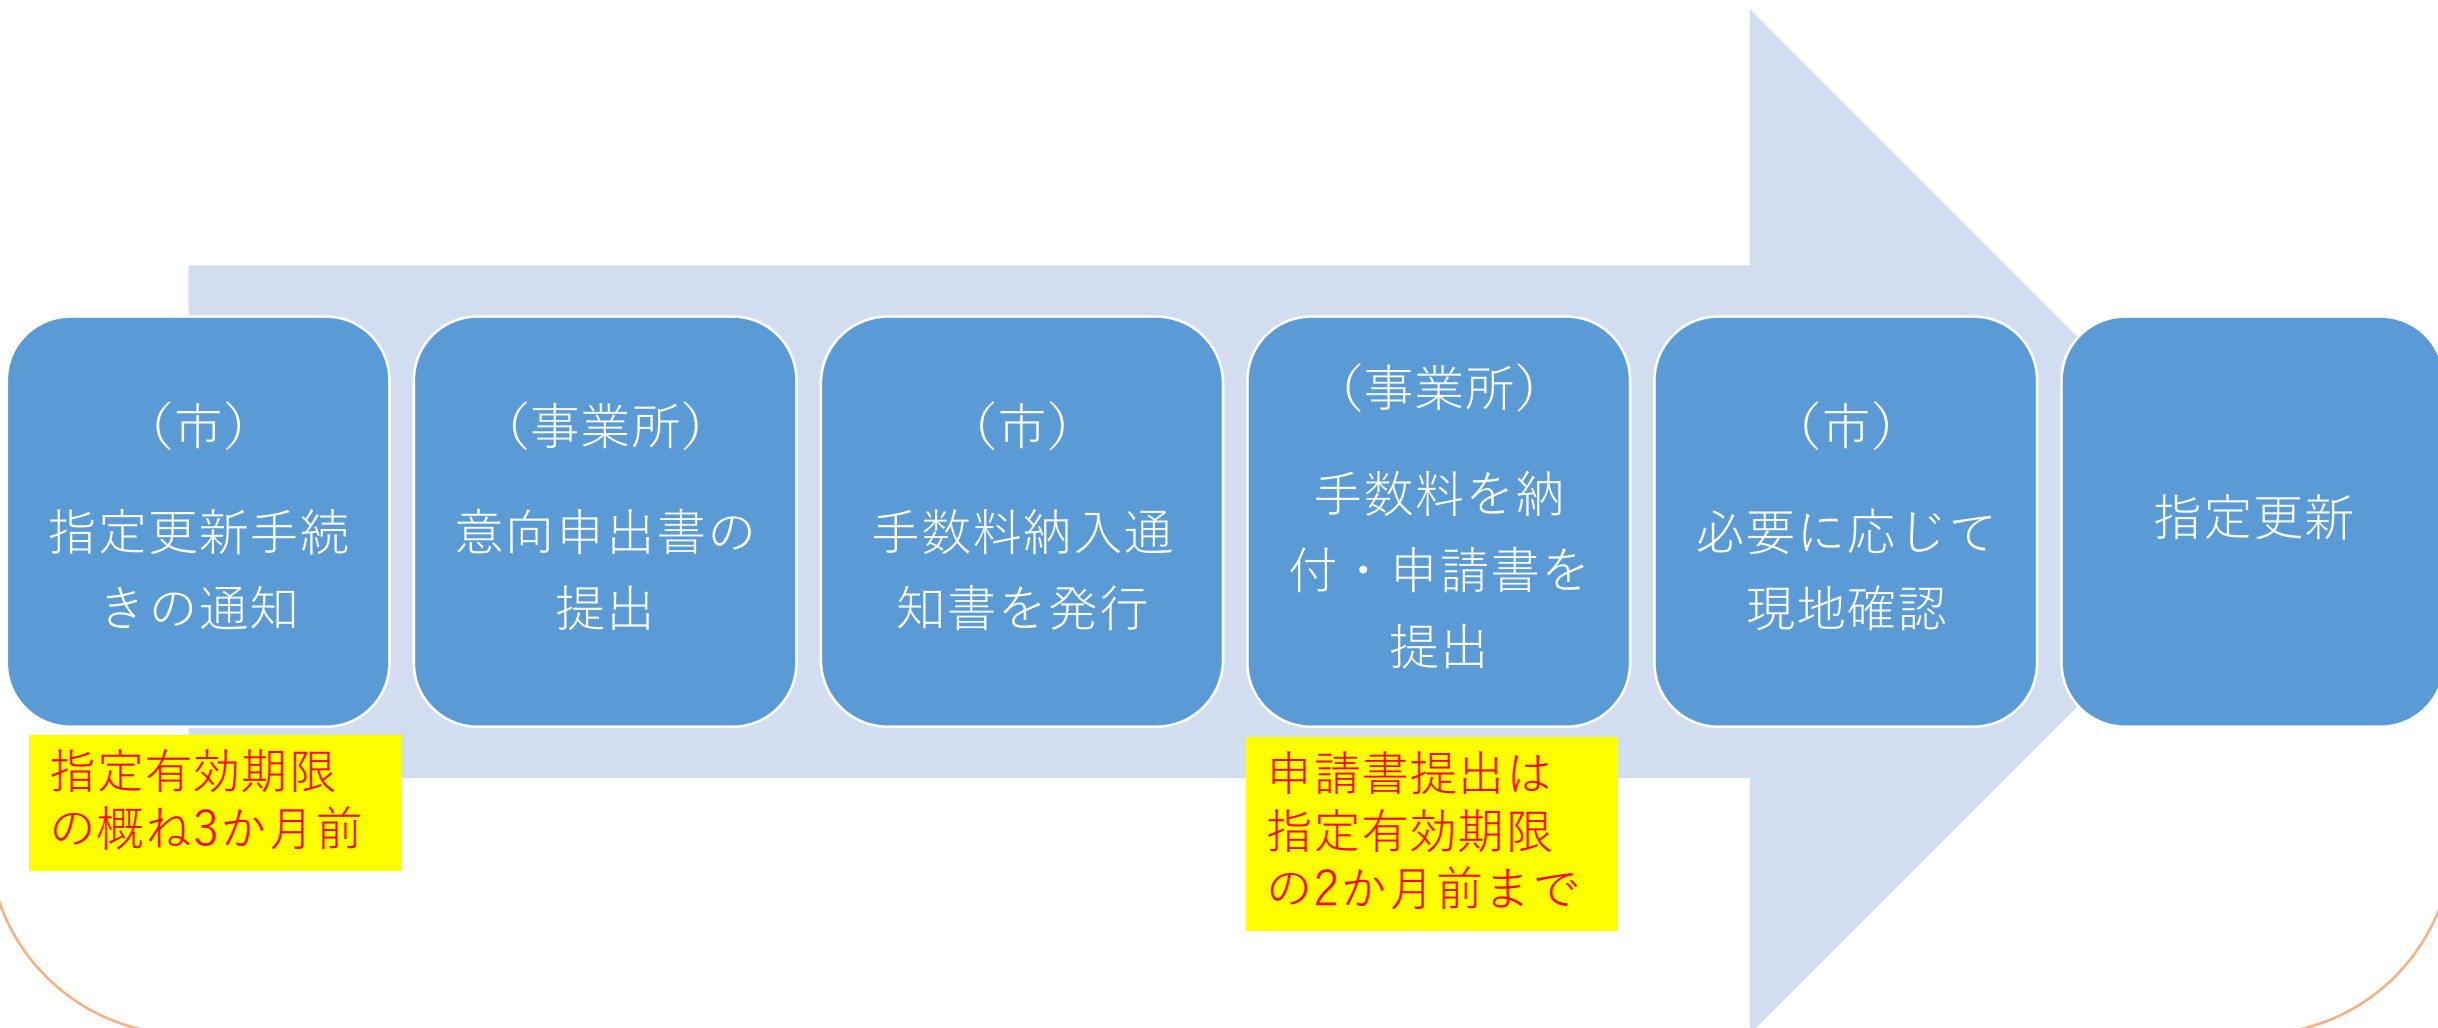 （市）
指定更新手続
きの通知
（事業所）
意向申出書の
提出
（市）
手数料納入通
知書を発行
（事業所）
手数料を納
付・申請書を
提出
（市）
必要に応じて
現地確認
指定更新
指定有効期限
の概ね3か月前
申請書提出は
指定有効期限
の2か月前まで